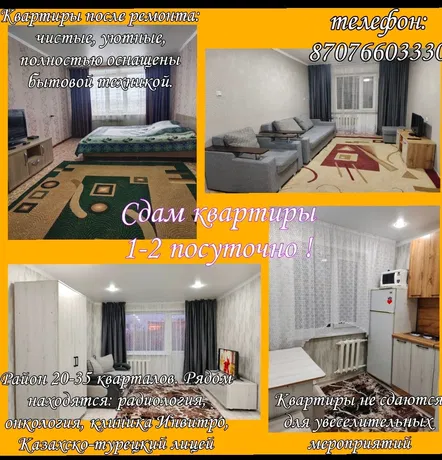 Квартиры после ремонта:
чистые, уютные,
полностью оснащены
бытовой техникой.
телефон:
87076603330
Сдам квартиры
1-2 посуточно !
Район 20-35 кварталов. Рядом
находятся: радиология,
онкология, клиника Инвитро,
Казахско-турецкий лицей
Квартиры не сдаются
для увеселительных
мероприятий